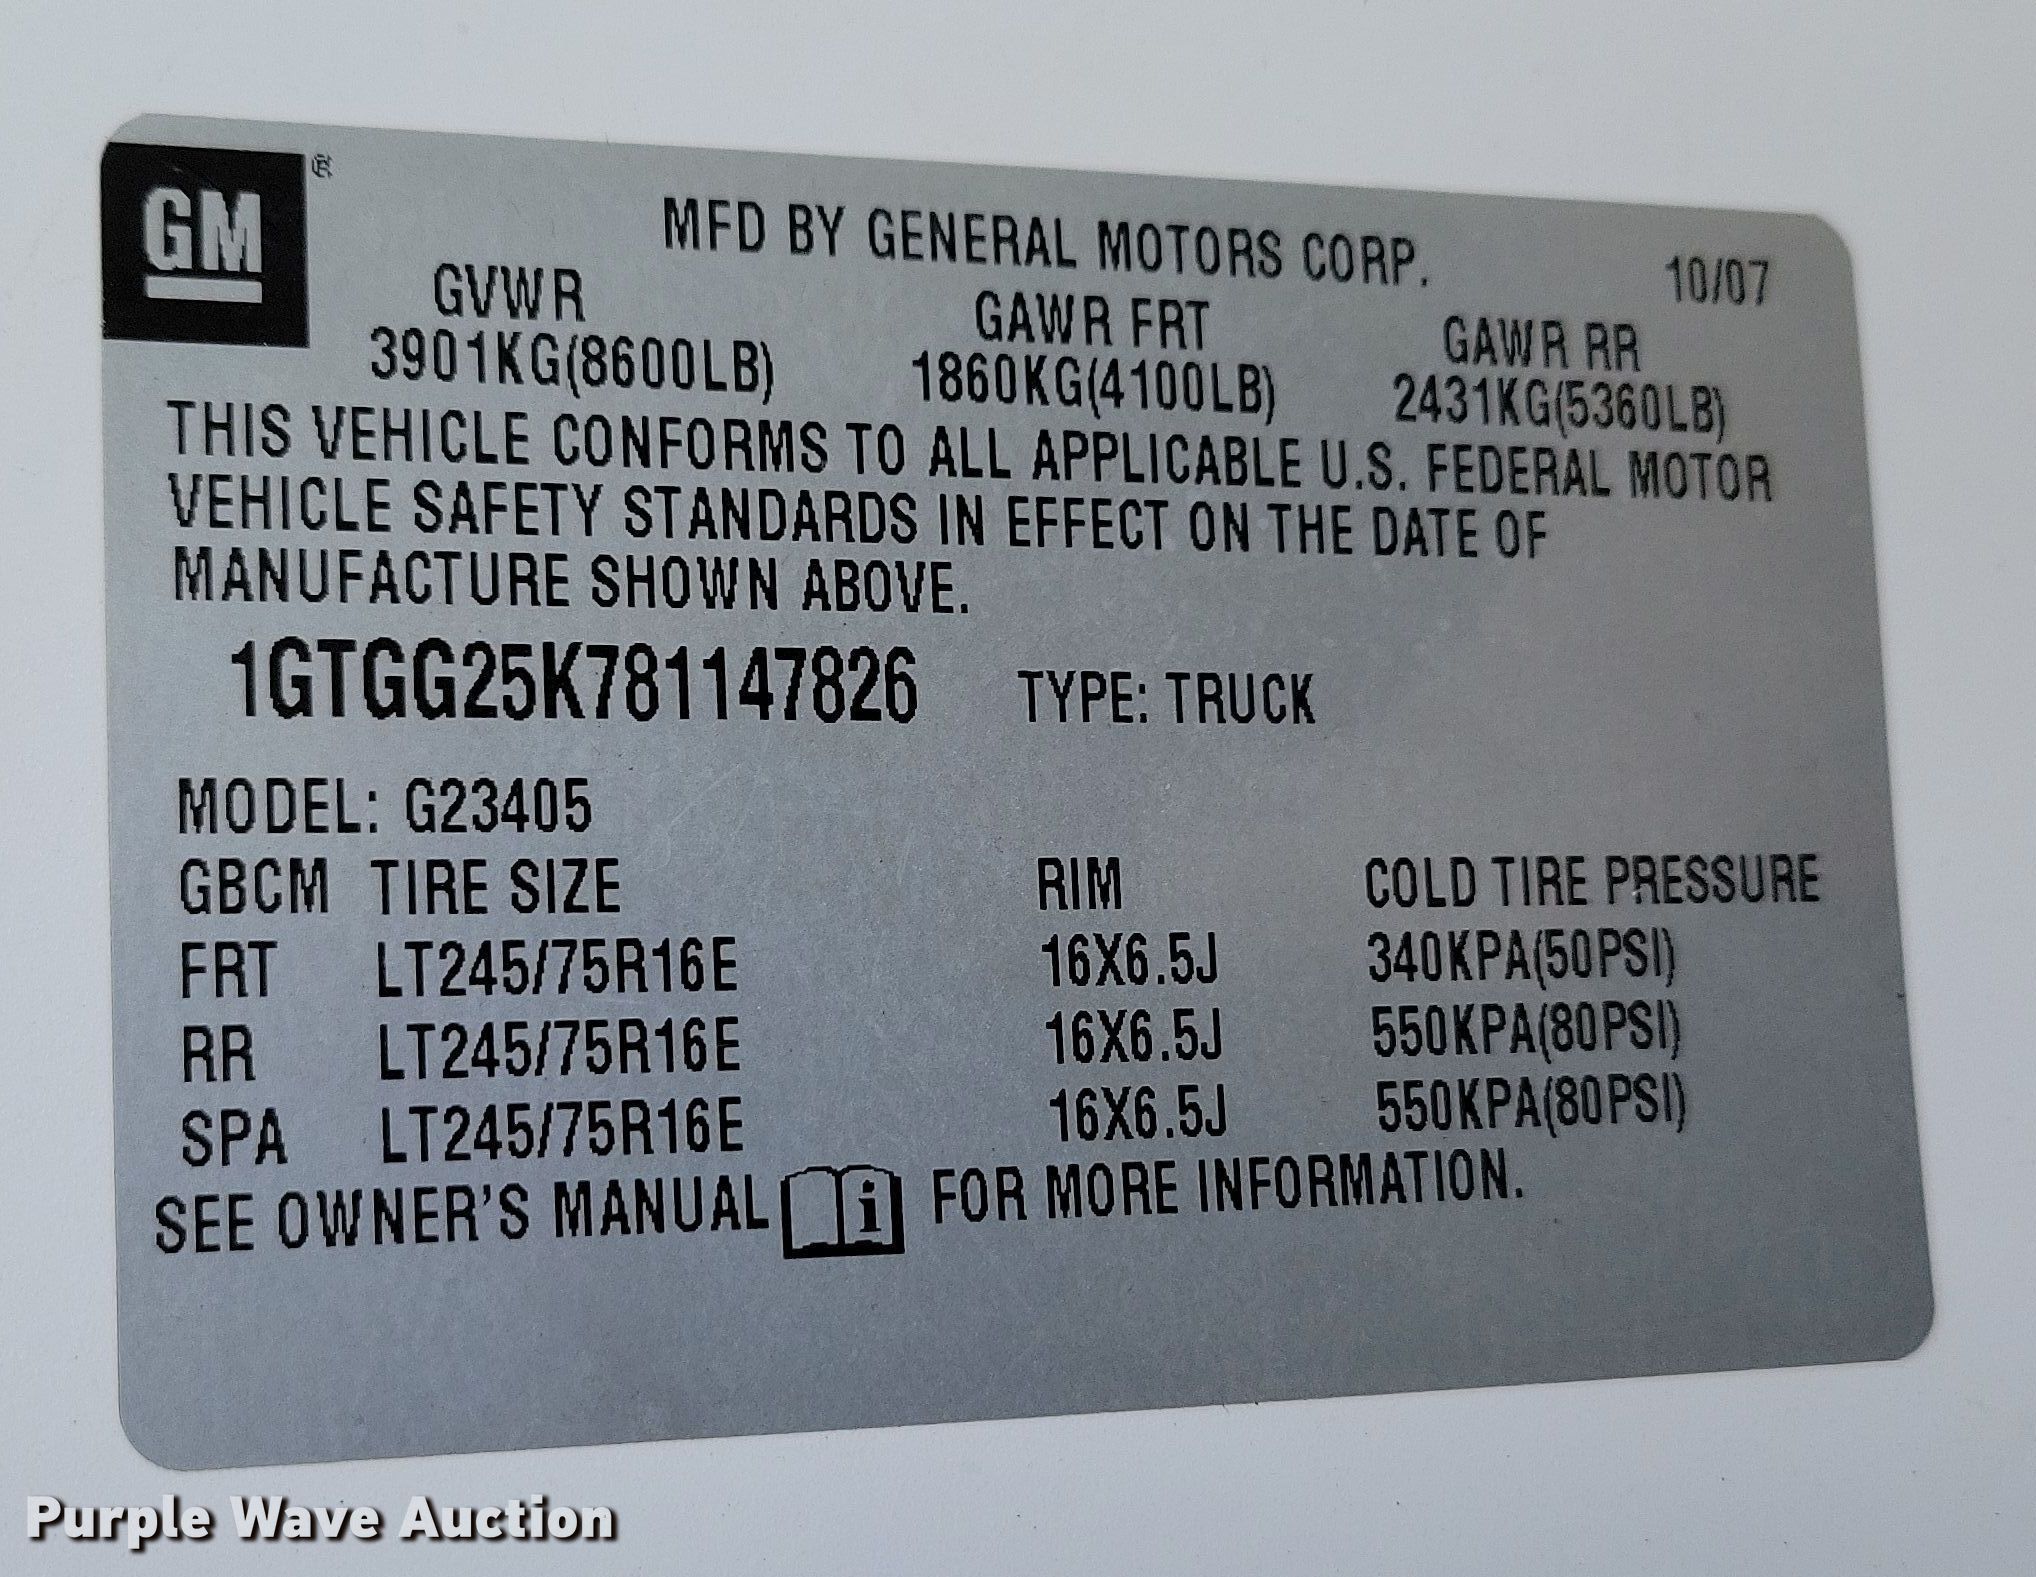 GM ®
MFD BY GENERAL MOTORS CORP. 10/07
GVWR GAWR FRT GAWR RR
3901KG(8600LB) 1860KG(4100LB) 2431KG(5360LB)
THIS VEHICLE CONFORMS TO ALL APPLICABLE U.S. FEDERAL MOTOR
VEHICLE SAFETY STANDARDS IN EFFECT ON THE DATE OF
MANUFACTURE SHOWN ABOVE.
1GTGG25K781147826 TYPE: TRUCK
MODEL: G23405
GBCM TIRE SIZE RIM COLD TIRE PRESSURE
FRT LT245/75R16E 16X6.5J 340KPA(50PSI)
RR LT245/75R16E 16X6.5J 550KPA(80PSI)
SPA LT245/75R16E 16X6.5J 550KPA(80PSI)
SEE OWNER'S MANUAL i FOR MORE INFORMATION.
Purple Wave Auction